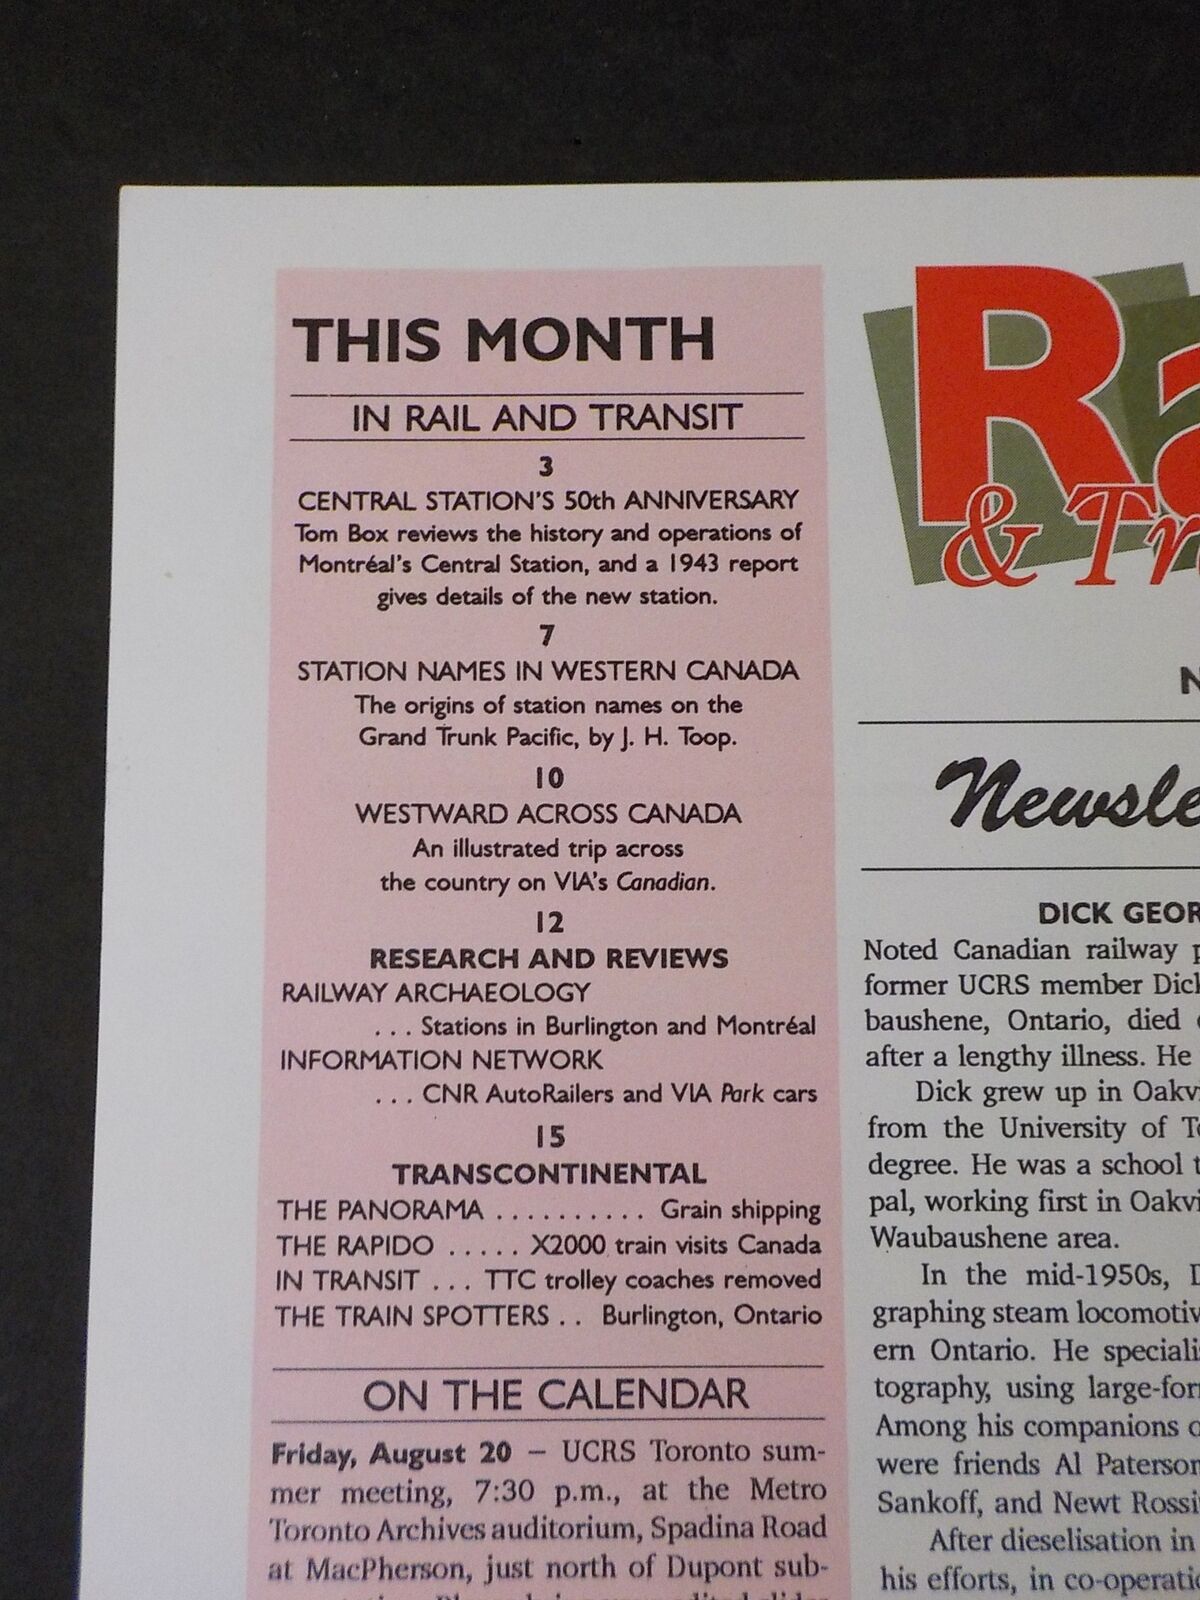 THIS MONTH
IN RAIL AND TRANSIT
3
CENTRAL STATION'S 50th ANNIVERSARY
Tom Box reviews the history and operations of
Montréal's Central Station, and a 1943 report
gives details of the new station.
7
STATION NAMES IN WESTERN CANADA
The origins of station names on the
Grand Trunk Pacific, by J. H. Toop.
10
WESTWARD ACROSS CANADA
An illustrated trip across
the country on VIA's Canadian.
12
RESEARCH AND REVIEWS
RAILWAY ARCHAEOLOGY
. . . Stations in Burlington and Montréal
INFORMATION NETWORK
. . . CNR AutoRailers and VIA Park cars
15
TRANSCONTINENTAL
THE PANORAMA . . . . . . . . . . Grain shipping
THE RAPIDO . . . . . X2000 train visits Canada
IN TRANSIT . . . TTC trolley coaches removed
THE TRAIN SPOTTERS . . Burlington, Ontario
ON THE CALENDAR
Friday, August 20 – UCRS Toronto sum-
mer meeting, 7:30 p.m., at the Metro
Toronto Archives auditorium, Spadina Road
at MacPherson, just north of Dupont sub-
Ra
& Tr
N
Newsle
DICK GEOR
Noted Canadian railway p
former UCRS member Dick
baushene, Ontario, died
after a lengthy illness. He
Dick grew up in Oakvi
from the University of To
degree. He was a school t
pal, working first in Oakvi
Waubaushene area.
In the mid-1950s, D
graphing steam locomotiv
ern Ontario. He specialis
tography, using large-for
Among his companions o
were friends Al Paterson
Sankoff, and Newt Rossi
After dieselisation in
his efforts, in co-operatio